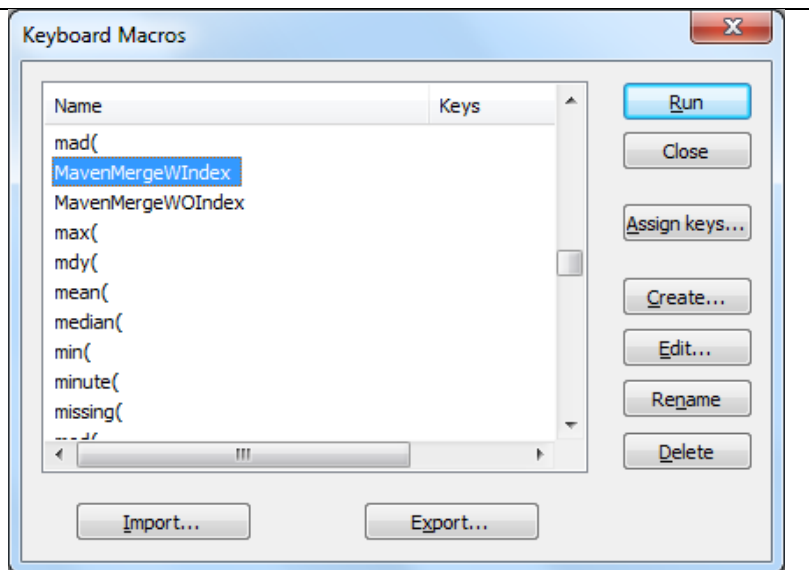 Keyboard Macros
Name Keys
mad(
MavenMergeWIndex
MavenMergeWOIndex
max(
mdy(
mean(
median(
min(
minute(
missing(
Run
Close
Assign keys...
Create...
Edit...
Rename
Delete
Import... Export...